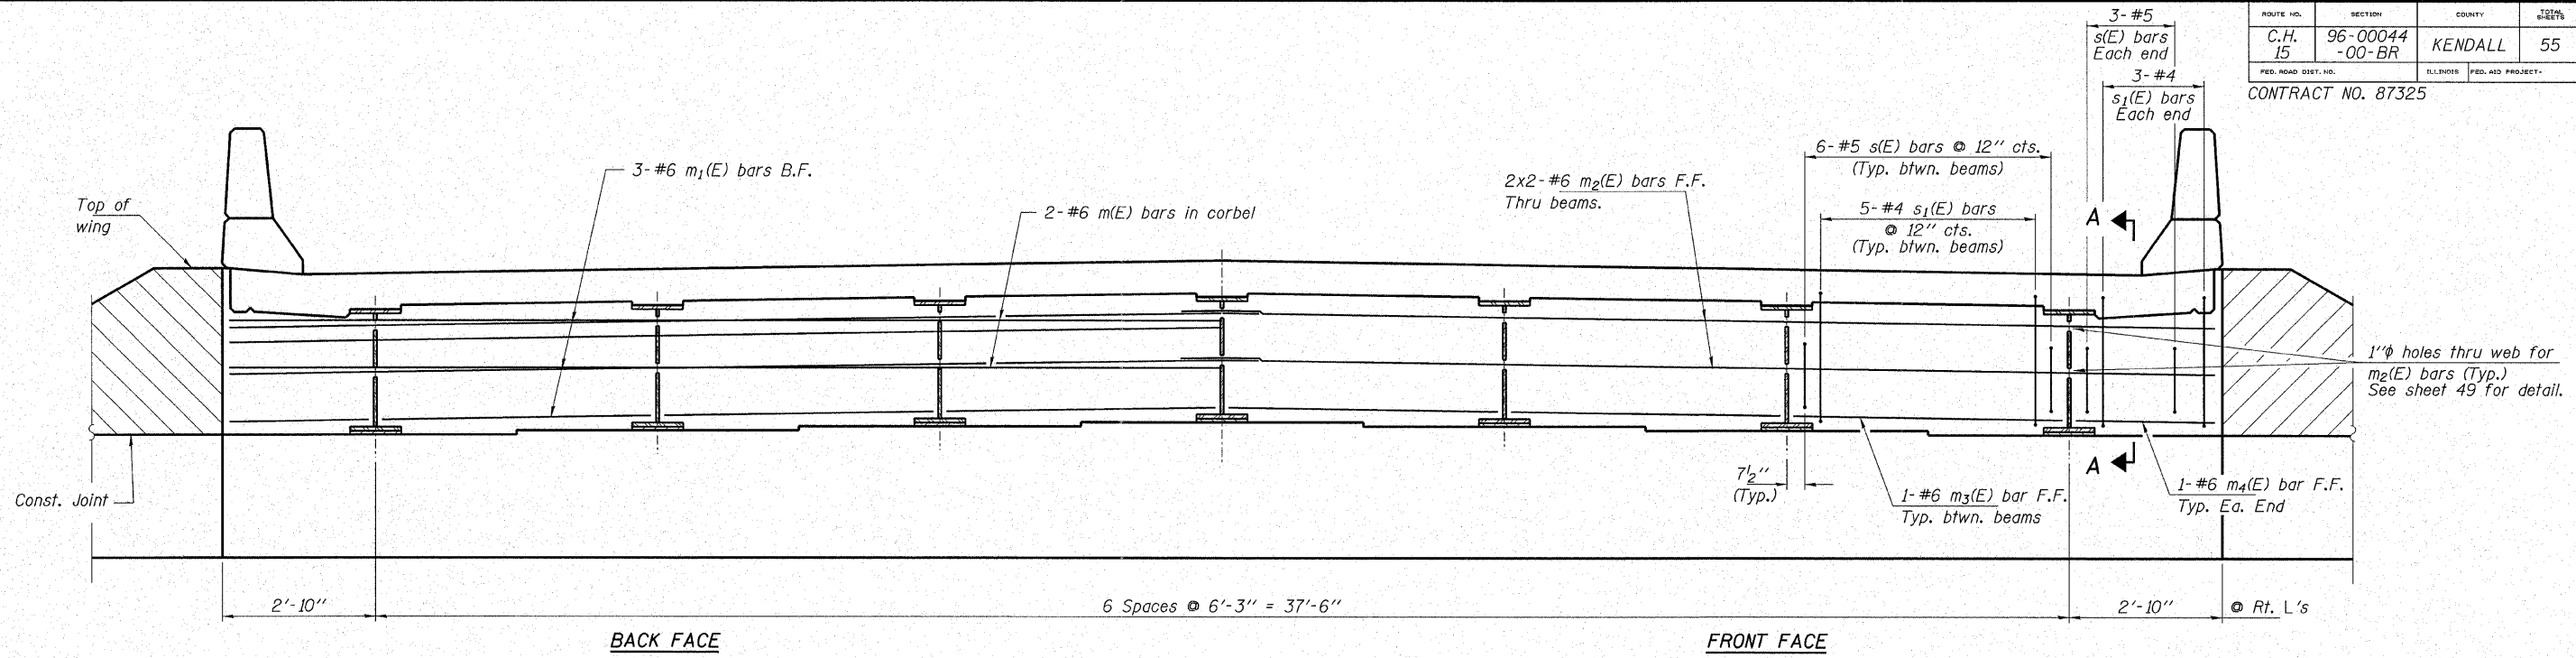 ROUTE NO.
SECTION
COUNTY
TOTAL
SHEETS
C.H.
15
96-00044
-00-BR
KENDALL
55
FED. ROAD DIST. NO.
ILLINOIS
FED. AID PROJECT-
CONTRACT NO. 87325
3-#5
s(E) bars
Each end
3-#4
s1(E) bars
Each end
3-#6 m1(E) bars B.F.
6-#5 s(E) bars @ 12" cts.
(Typ. btwn. beams)
2x2-#6 m2(E) bars F.F.
Thru beams.
Top of
wing
2-#6 m(E) bars in corbel
5-#4 s1(E) bars
@ 12" cts.
(Typ. btwn. beams)
A
1"φ holes thru web for
m2(E) bars (Typ.)
See sheet 49 for detail.
A
7½"
(Typ.)
Const. Joint
1-#6 m3(E) bar F.F.
Typ. btwn. beams
1-#6 m4(E) bar F.F.
Typ. Ea. End
2'-10"
6 Spaces @ 6'-3" = 37'-6"
2'-10"
@ Rt. L's
BACK FACE
FRONT FACE